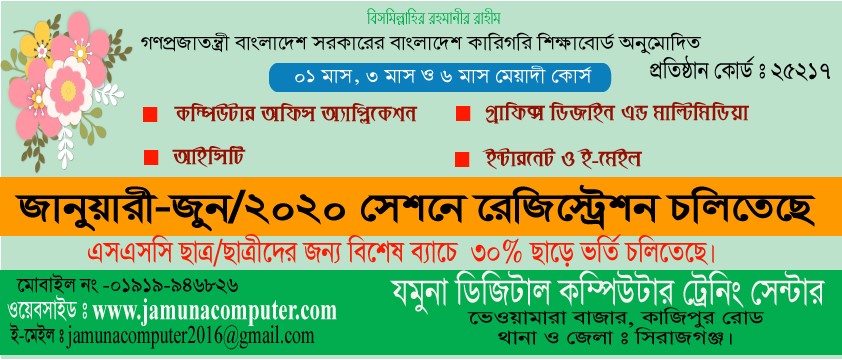 বিসমিল্লাহির রহমানীর রাহীম
গণপ্রজাতন্ত্রী বাংলাদেশ সরকারের বাংলাদেশ কারিগরি শিক্ষাবোর্ড অনুমোদিত
প্রতিষ্ঠান কোর্ড : ২৫২১৭
০১ মাস, ৩ মাস ও ৬ মাস মেয়াদী কোর্স
কম্পিউটার অফিস অ্যাপ্লিকেশন
গ্রাফিক্স ডিজাইন এন্ড মাল্টিমিডিয়া
আইসিটি
ইন্টারনেট ও ই-মেইল
জানুয়ারী-জুন/২০২০ সেশনে রেজিস্ট্রেশন চলিতেছে
এসএসসি ছাত্র/ছাত্রীদের জন্য বিশেষ ব্যাচে ৩০% ছাড়ে ভর্তি চলিতেছে।
মোবাইল নং -০১৯১৯-৯৪৬৮২৬
ওয়েবসাইড : www.jamunacomputer.com
ই-মেইল : jamunacomputer2016@gmail.com
যমুনা ডিজিটাল কম্পিউটার ট্রেনিং সেন্টার
ভেওয়ামারা বাজার, কাজিপুর রোড
থানা ও জেলা : সিরাজগঞ্জ।